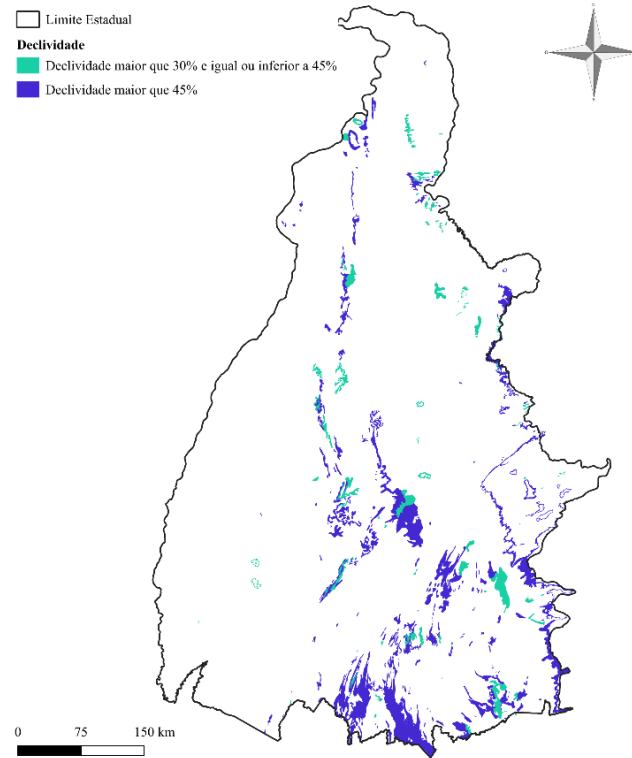 Limite Estadual
Declividade
Declividade maior que 30% e igual ou inferior a 45%
Declividade maior que 45%
0 75 150 km